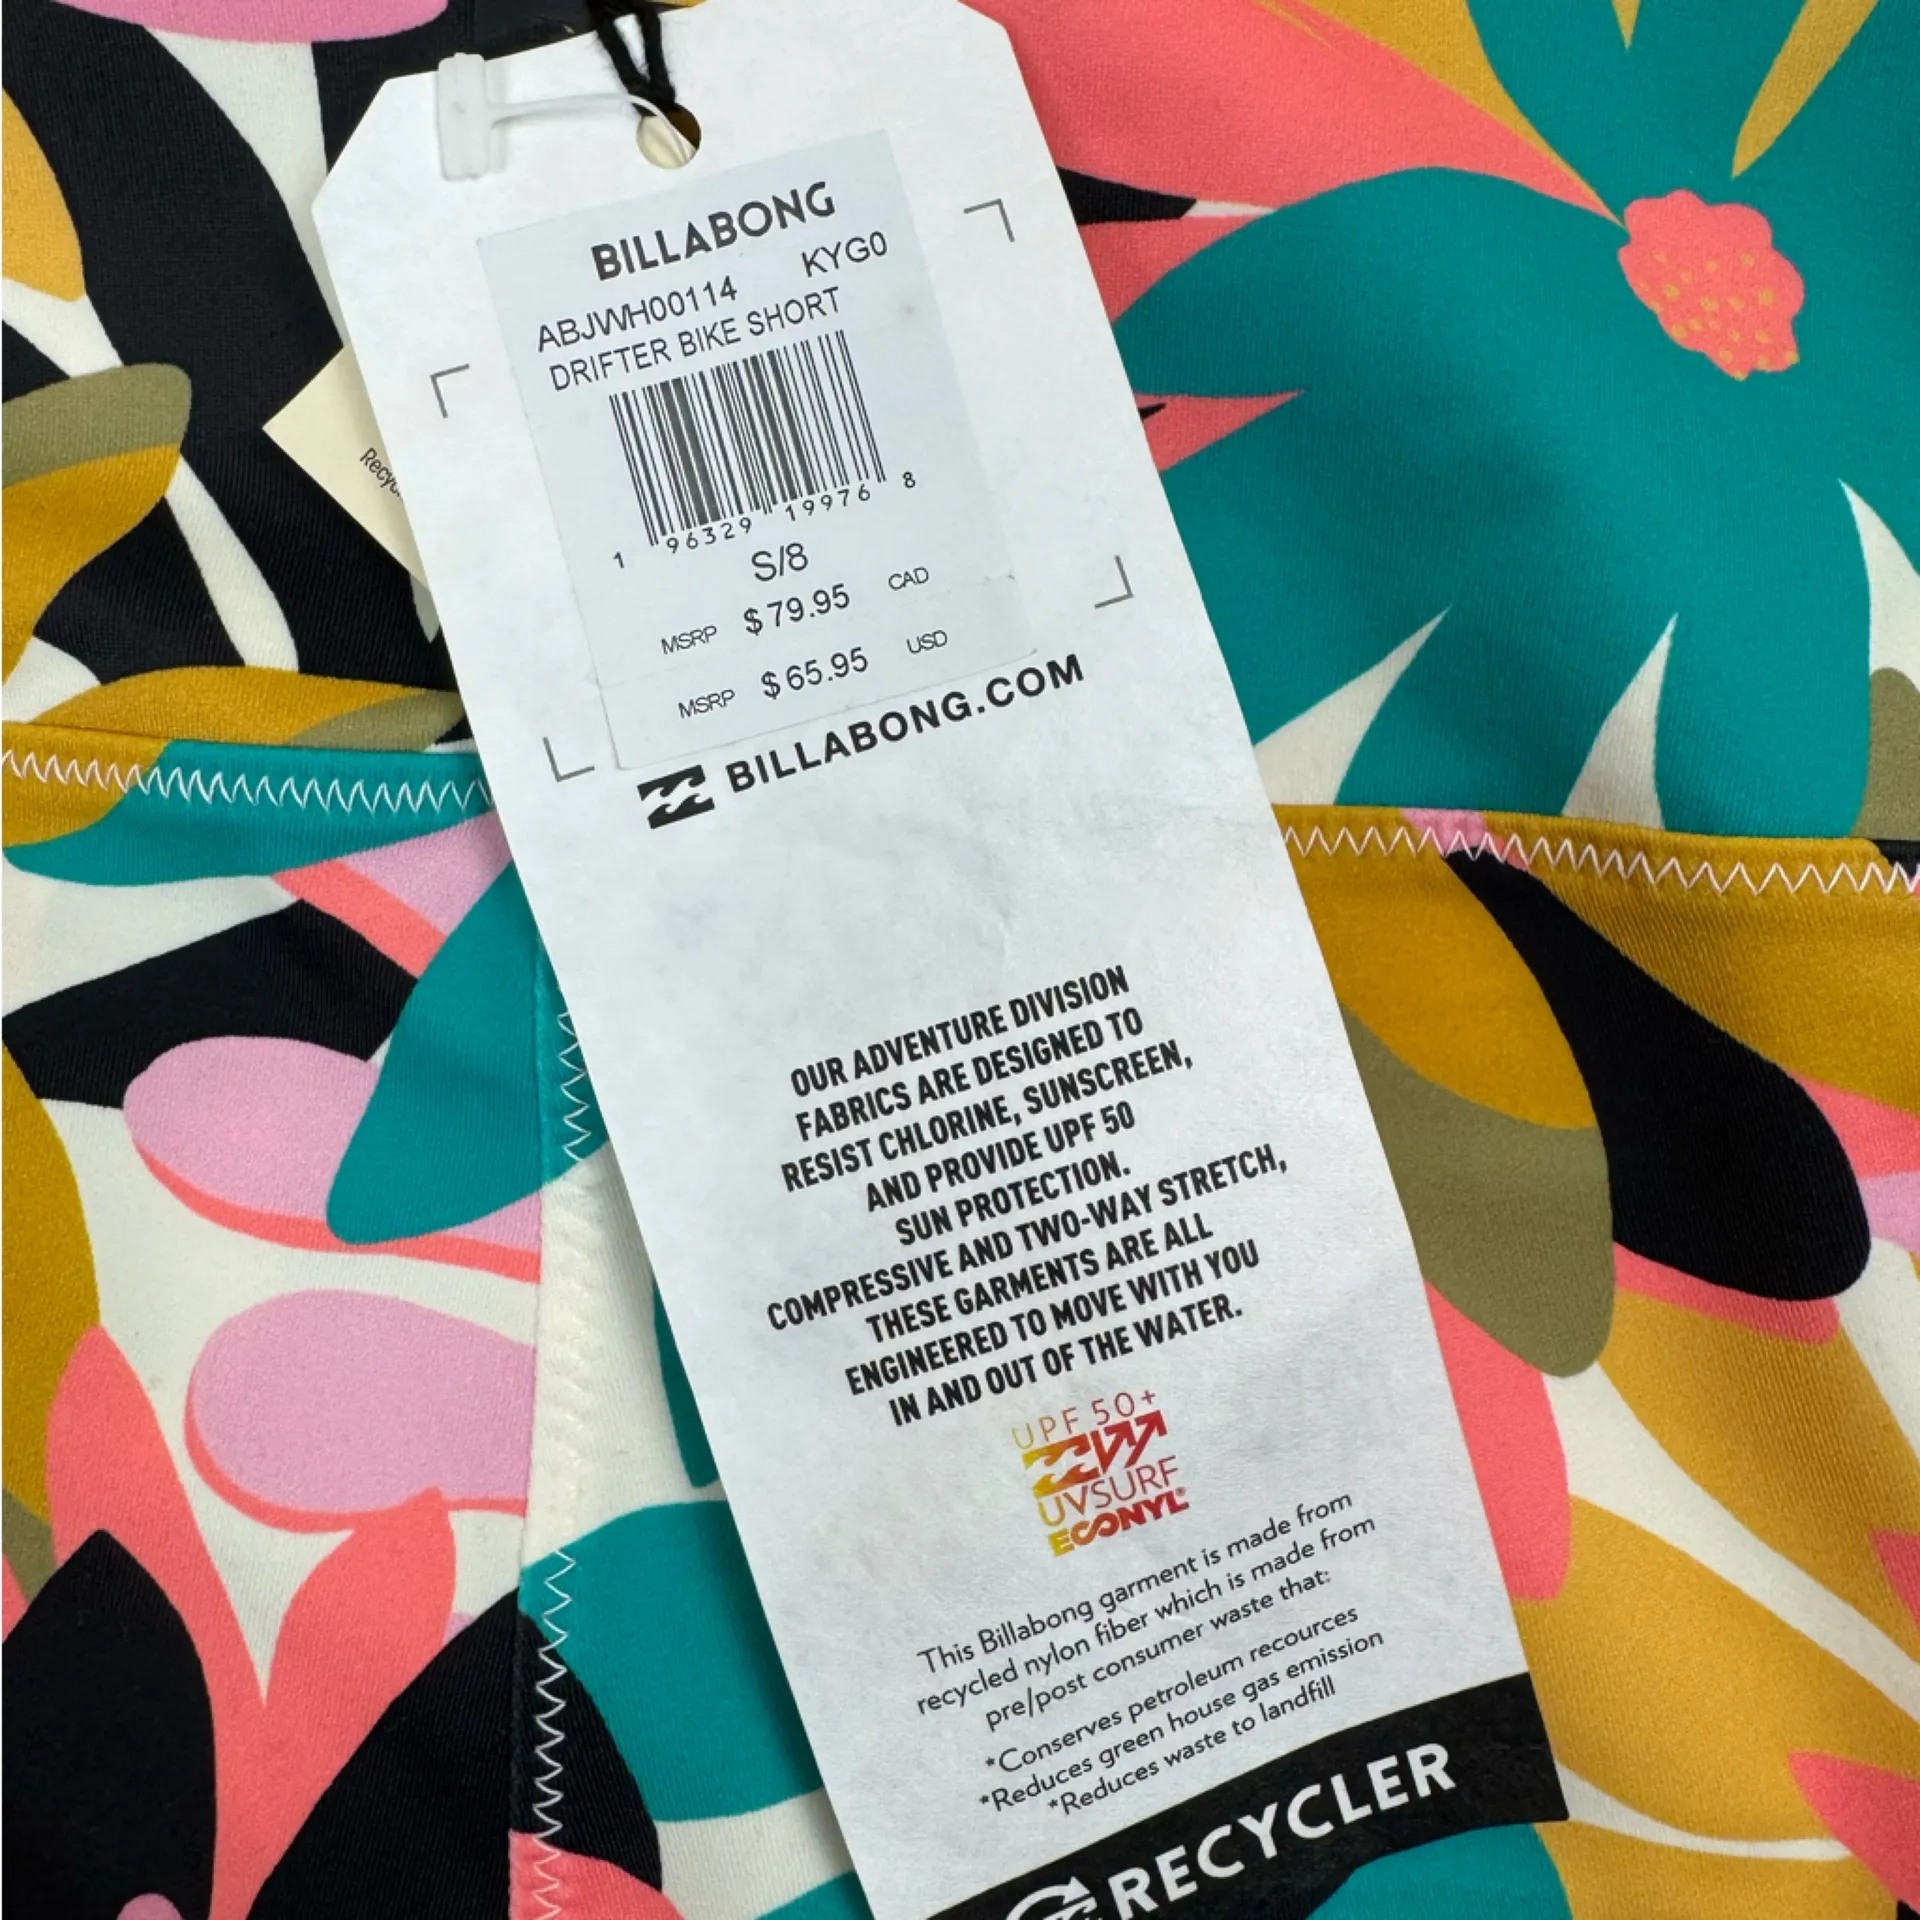 BILLABONG
ABJWH00114 KYG0
DRIFTER BIKE SHORT
1 96329 19976 8
S/8
MSRP $79.95 CAD
MSRP $65.95 USD
BILLABONG.COM
OUR ADVENTURE DIVISION
FABRICS ARE DESIGNED TO
RESIST CHLORINE, SUNSCREEN,
AND PROVIDE UPF 50
SUN PROTECTION.
COMPRESSIVE AND TWO-WAY STRETCH,
THESE GARMENTS ARE ALL
ENGINEERED TO MOVE WITH YOU
IN AND OUT OF THE WATER.
UPF 50+
UVSURF
ECONYL®
This Billabong garment is made from
recycled nylon fiber which is made from
pre/post consumer waste that:
*Conserves petroleum recources
*Reduces green house gas emission
*Reduces waste to landfill
RECYCLER